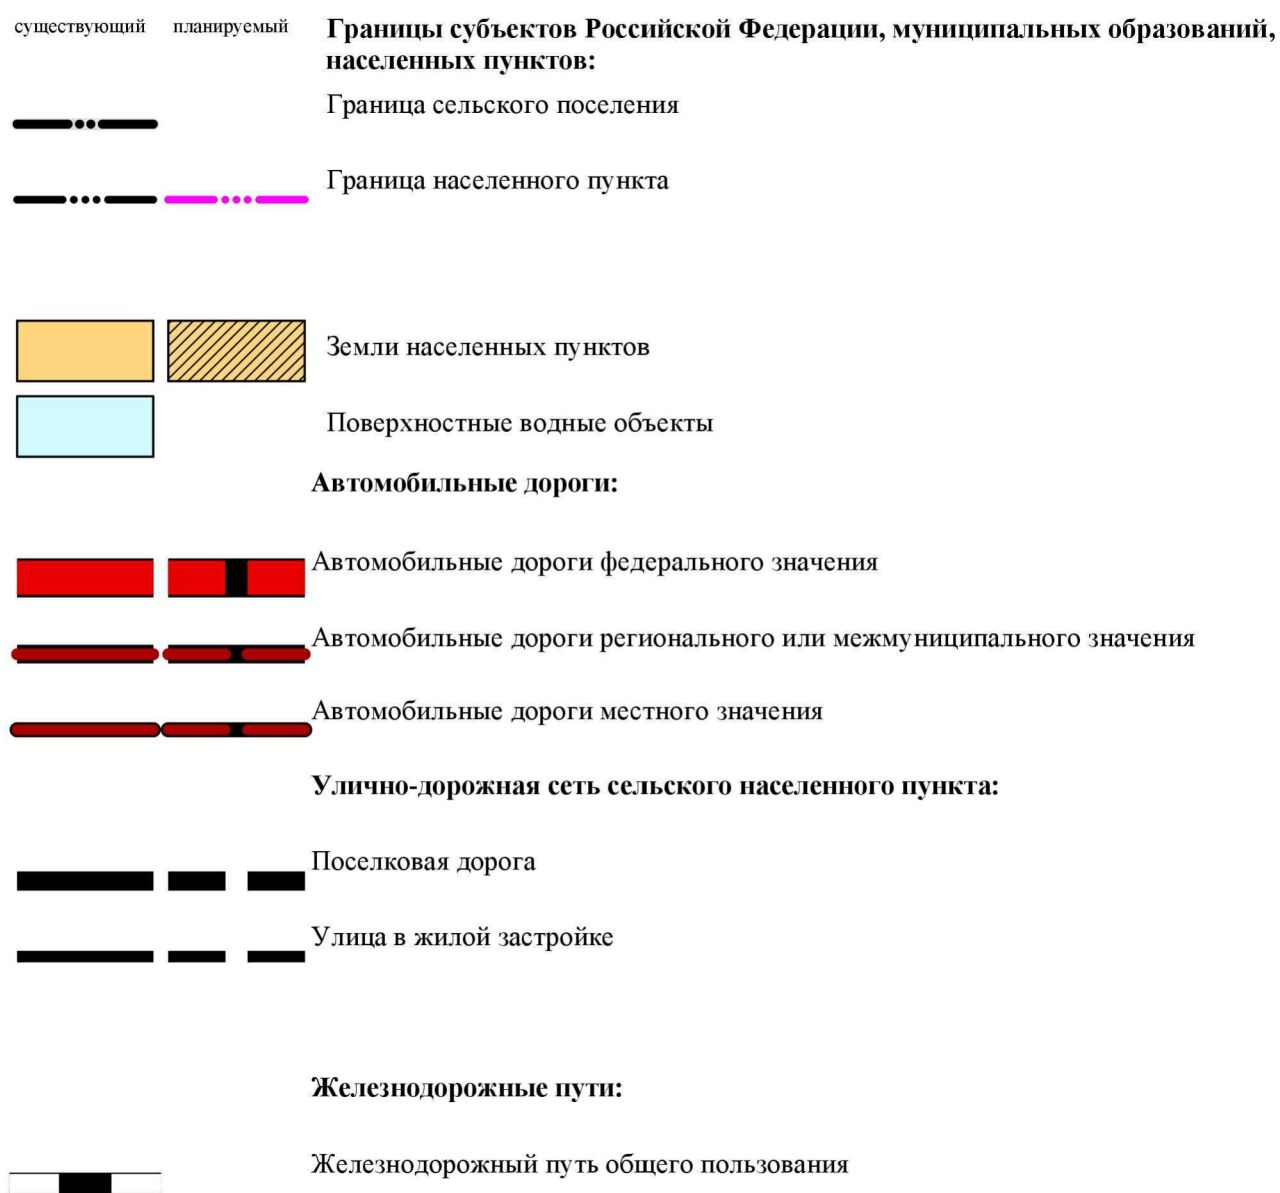 существующий планируемый Границы субъектов Российской Федерации, муниципальных образований,
населенных пунктов:
Граница сельского поселения
Граница населенного пункта
Земли населенных пунктов
Поверхностные водные объекты
Автомобильные дороги:
Автомобильные дороги федерального значения
Автомобильные дороги регионального или межмуниципального значения
Автомобильные дороги местного значения
Улично-дорожная сеть сельского населенного пункта:
Поселковая дорога
Улица в жилой застройке
Железнодорожные пути:
Железнодорожный путь общего пользования